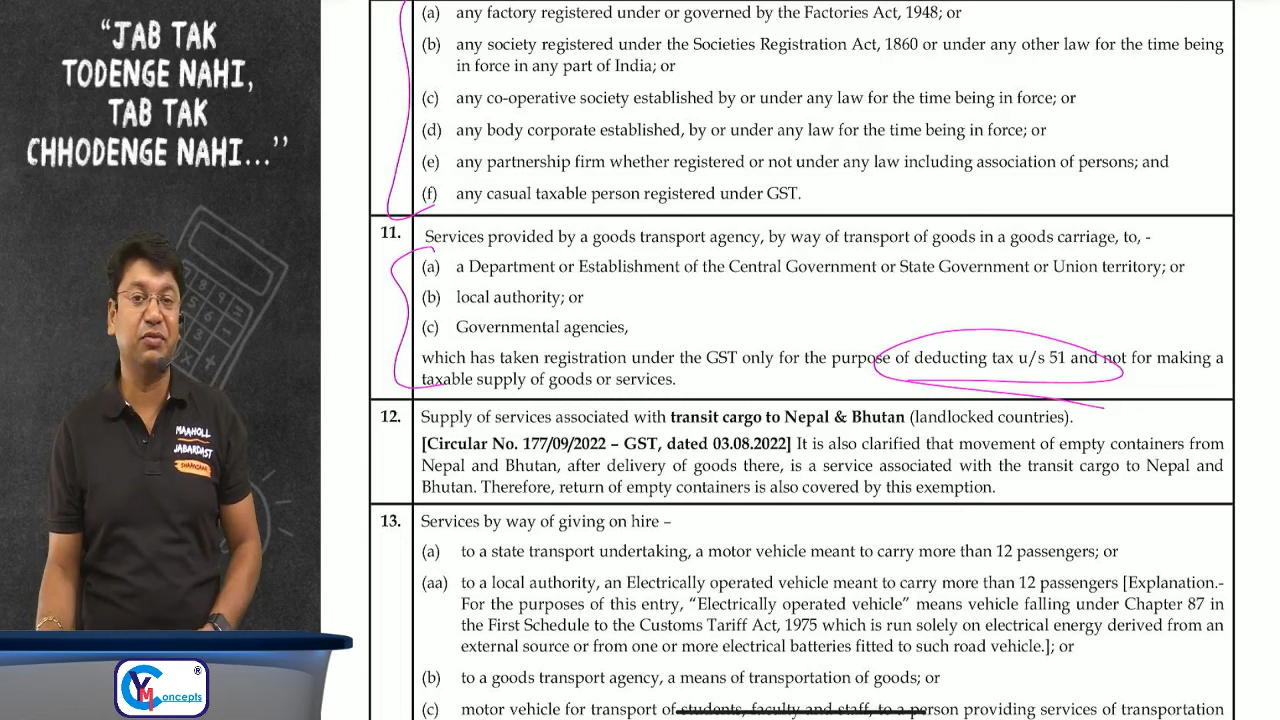 “JAB TAK
TODENGE NAHI,
TAB TAK
CHHODENGE NAHI...’’
MAAHOLL
JABARDAST
SHAANDAAR
CYM Concepts
®
(a) any factory registered under or governed by the Factories Act, 1948; or
(b) any society registered under the Societies Registration Act, 1860 or under any other law for the time being
in force in any part of India; or
(c) any co-operative society established by or under any law for the time being in force; or
(d) any body corporate established, by or under any law for the time being in force; or
(e) any partnership firm whether registered or not under any law including association of persons; and
(f) any casual taxable person registered under GST.
11. Services provided by a goods transport agency, by way of transport of goods in a goods carriage, to, -
(a) a Department or Establishment of the Central Government or State Government or Union territory; or
(b) local authority; or
(c) Governmental agencies,
which has taken registration under the GST only for the purpose of deducting tax u/s 51 and not for making a
taxable supply of goods or services.
12. Supply of services associated with transit cargo to Nepal & Bhutan (landlocked countries).
[Circular No. 177/09/2022 – GST, dated 03.08.2022] It is also clarified that movement of empty containers from
Nepal and Bhutan, after delivery of goods there, is a service associated with the transit cargo to Nepal and
Bhutan. Therefore, return of empty containers is also covered by this exemption.
13. Services by way of giving on hire –
(a) to a state transport undertaking, a motor vehicle meant to carry more than 12 passengers; or
(aa) to a local authority, an Electrically operated vehicle meant to carry more than 12 passengers [Explanation.-
For the purposes of this entry, “Electrically operated vehicle” means vehicle falling under Chapter 87 in
the First Schedule to the Customs Tariff Act, 1975 which is run solely on electrical energy derived from an
external source or from one or more electrical batteries fitted to such road vehicle.]; or
(b) to a goods transport agency, a means of transportation of goods; or
(c) motor vehicle for transport of students, faculty and staff, to a person providing services of transportation